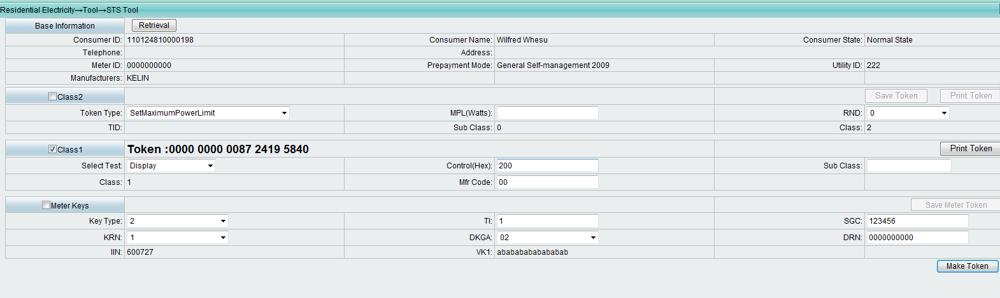 Residential Electricity→Tool→STS Tool
Base Information Retrieval
Consumer ID: 110124810000198 Consumer Name: Wilfred Whesu Consumer State: Normal State
Telephone: Address:
Meter ID: 0000000000 Prepayment Mode: General Self-management 2009 Utility ID: 222
Manufacturers: KELIN
Class2 Save Token Print Token
Token Type: SetMaximumPowerLimit MPL(Watts): RND: 0
TID: Sub Class: 0 Class: 2
Class1 Token :0000 0000 0087 2419 5840 Print Token
Select Test: Display Control(Hex): 200 Sub Class:
Class: 1 Mfr Code: 00
Meter Keys Save Meter Token
Key Type: 2 TI: 1 SGC: 123456
KRN: 1 DKGA: 02 DRN: 0000000000
IIN: 600727 VK1: abababababababab
Make Token